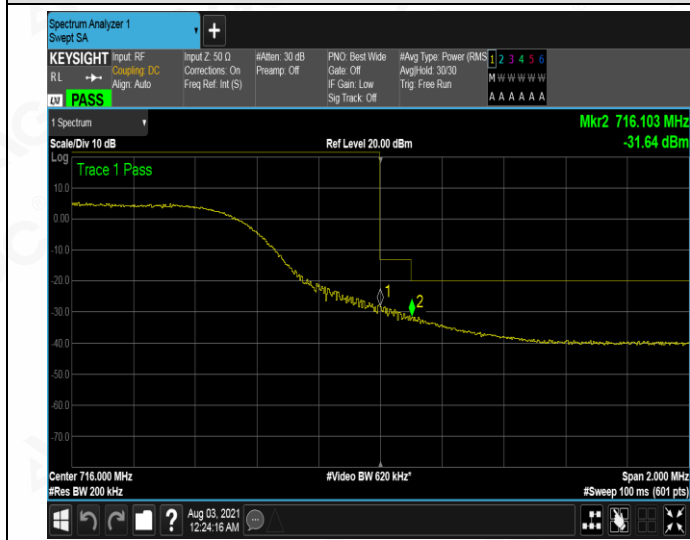 Spectrum Analyzer 1
Swept SA
+
KEYSIGHT Input: RF Input Z: 50 Ω #Atten: 30 dB PNO: Best Wide #Avg Type: Power (RMS 1 2 3 4 5 6
RL Coupling: DC Corrections: On Preamp: Off Gate: Off Avg|Hold: 30/30 M W W W W W
Align: Auto Freq Ref: Int (S) IF Gain: Low Trig: Free Run
LXI PASS Sig Track: Off A A A A A A
1 Spectrum Mkr2 716.103 MHz
Scale/Div 10 dB Ref Level 20.00 dBm -31.64 dBm
Log
Trace 1 Pass
10.0
0.00
-10.0
-20.0
1
2
-30.0
-40.0
-50.0
-60.0
-70.0
Center 716.000 MHz #Video BW 620 kHz* Span 2.000 MHz
#Res BW 200 kHz #Sweep 100 ms (601 pts)
? Aug 03, 2021
12:24:16 AM